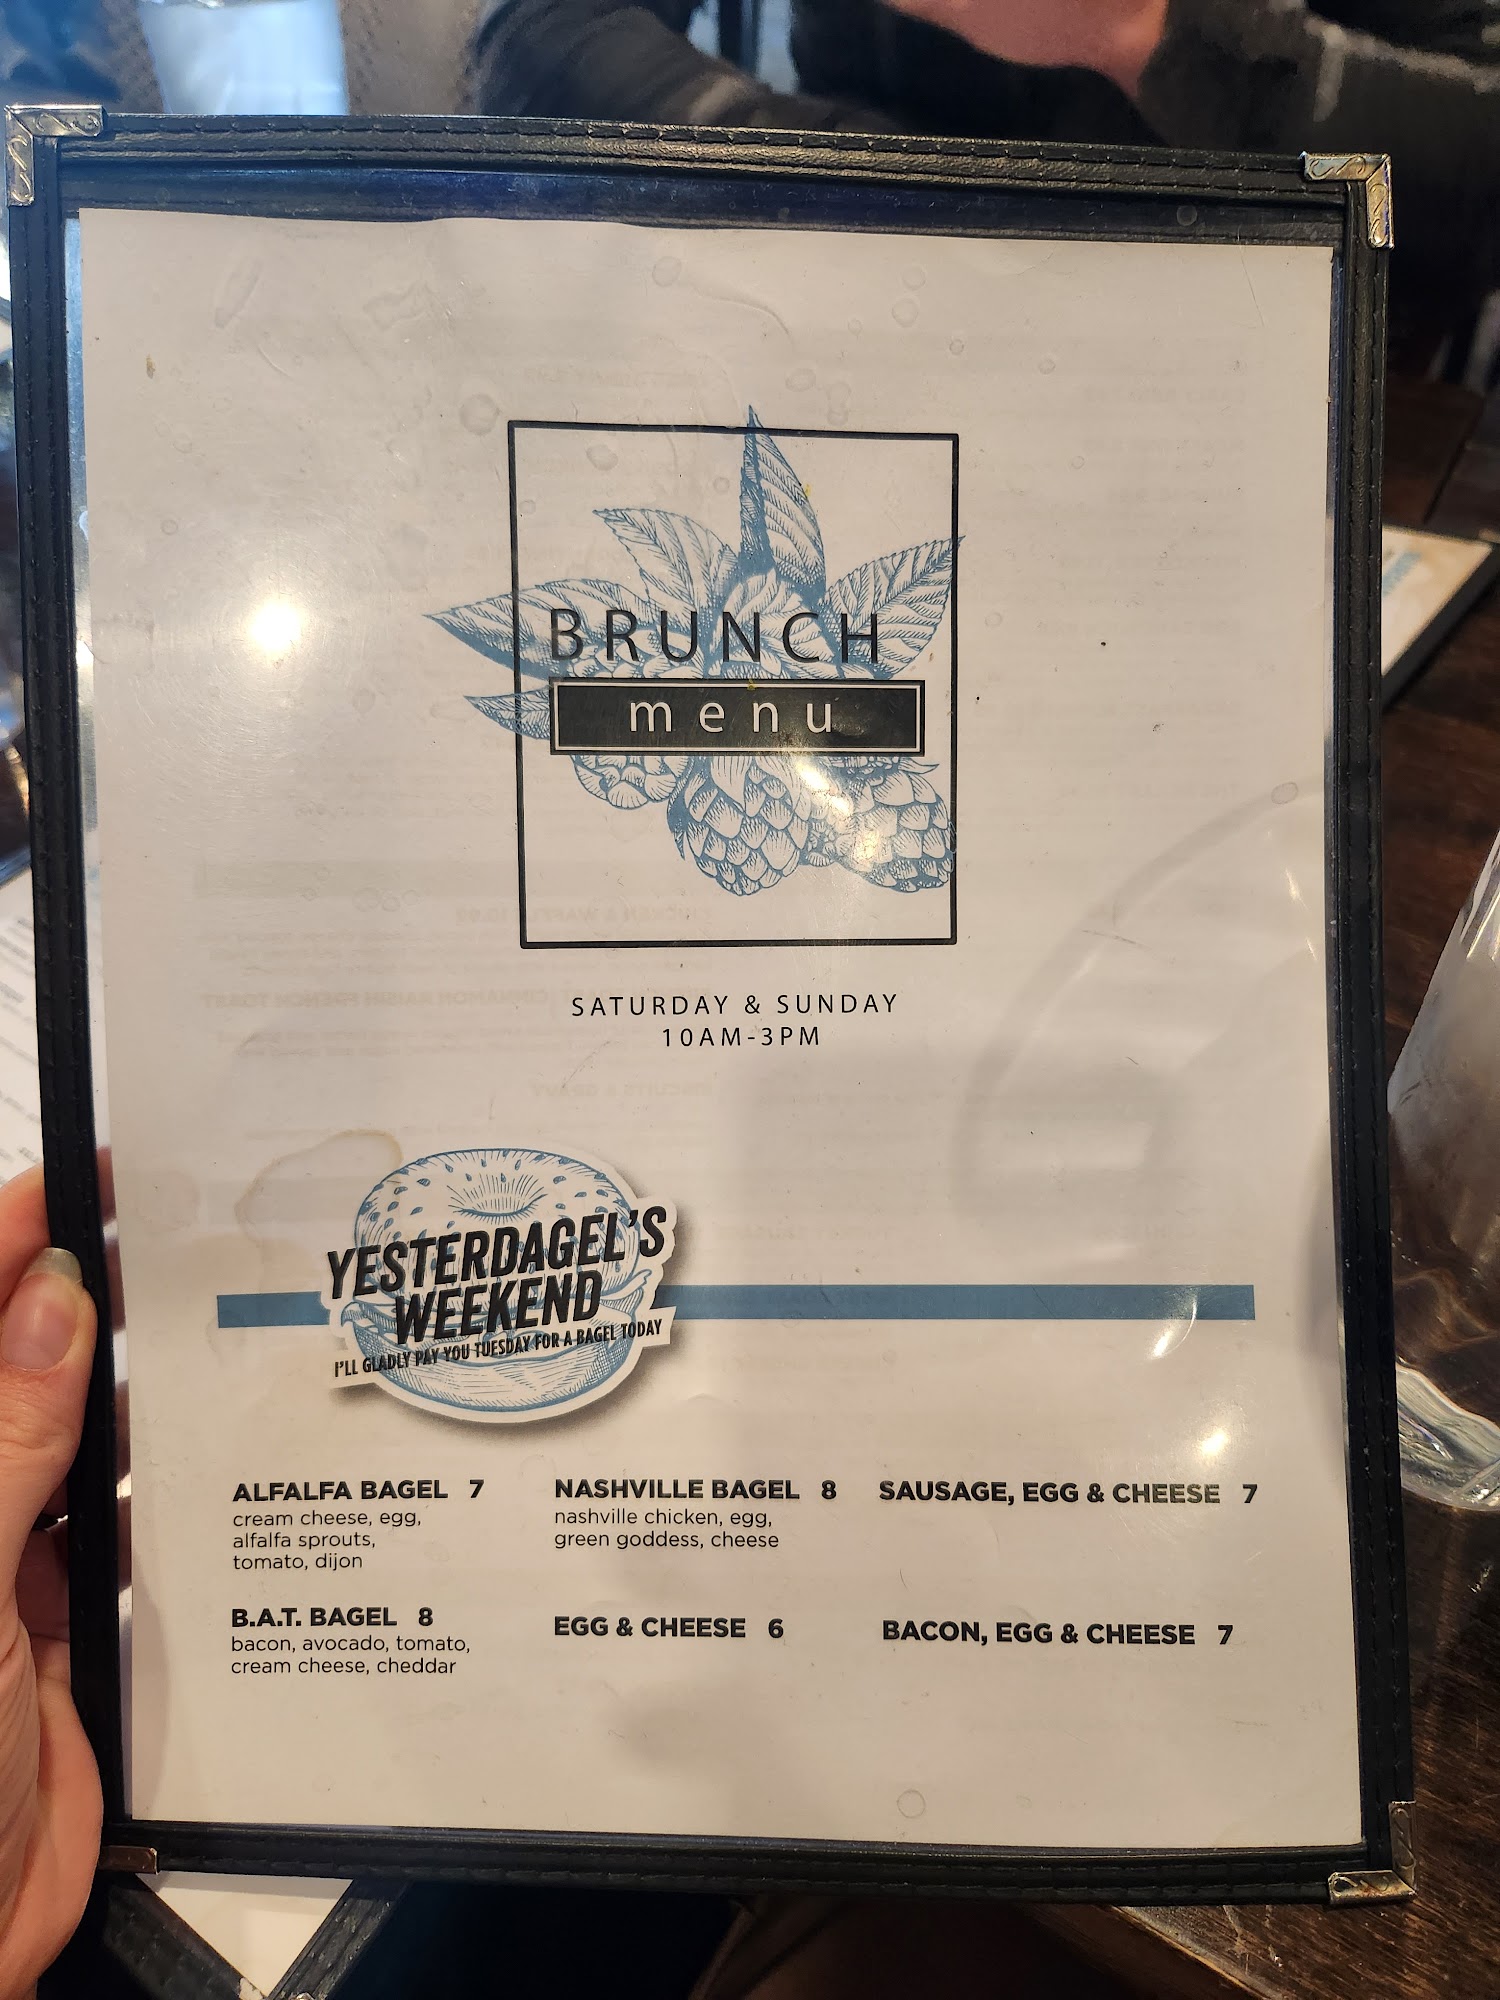 BRUNCH
menu
SATURDAY & SUNDAY
10AM-3PM
YESTERDAGEL'S
WEEKEND
I'LL GLADLY PAY YOU TUESDAY FOR A BAGEL TODAY
ALFALFA BAGEL 7
cream cheese, egg,
alfalfa sprouts,
tomato, dijon
NASHVILLE BAGEL 8
nashville chicken, egg,
green goddess, cheese
SAUSAGE, EGG & CHEESE 7
B.A.T. BAGEL 8
bacon, avocado, tomato,
cream cheese, cheddar
EGG & CHEESE 6
BACON, EGG & CHEESE 7